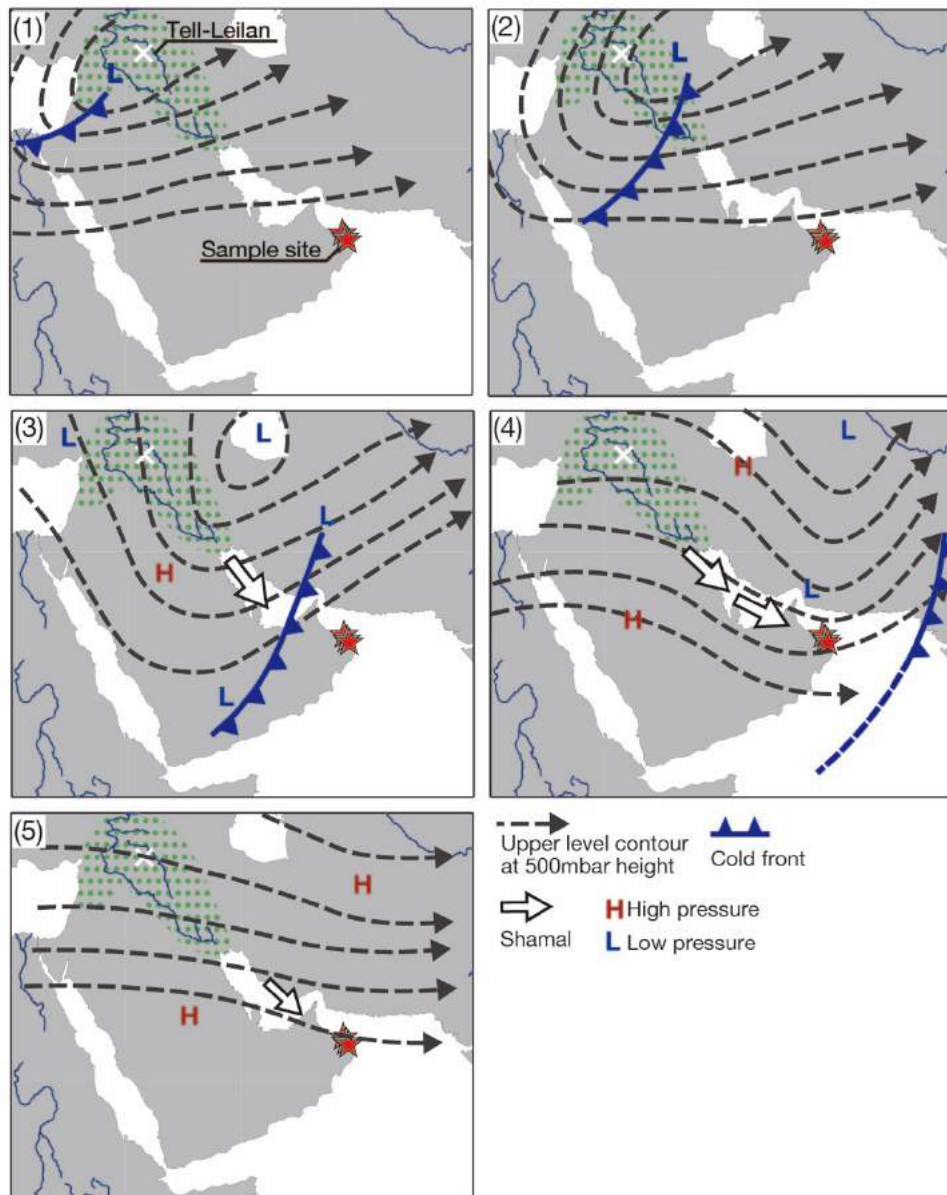 (1)
Tell-Leilan
L
Sample site
(2)
L
(3)
L
L
H
L
L
(4)
L
H
L
H
(5)
H
H
Upper level contour
at 500mbar height
Cold front
Shamal
H High pressure
L Low pressure